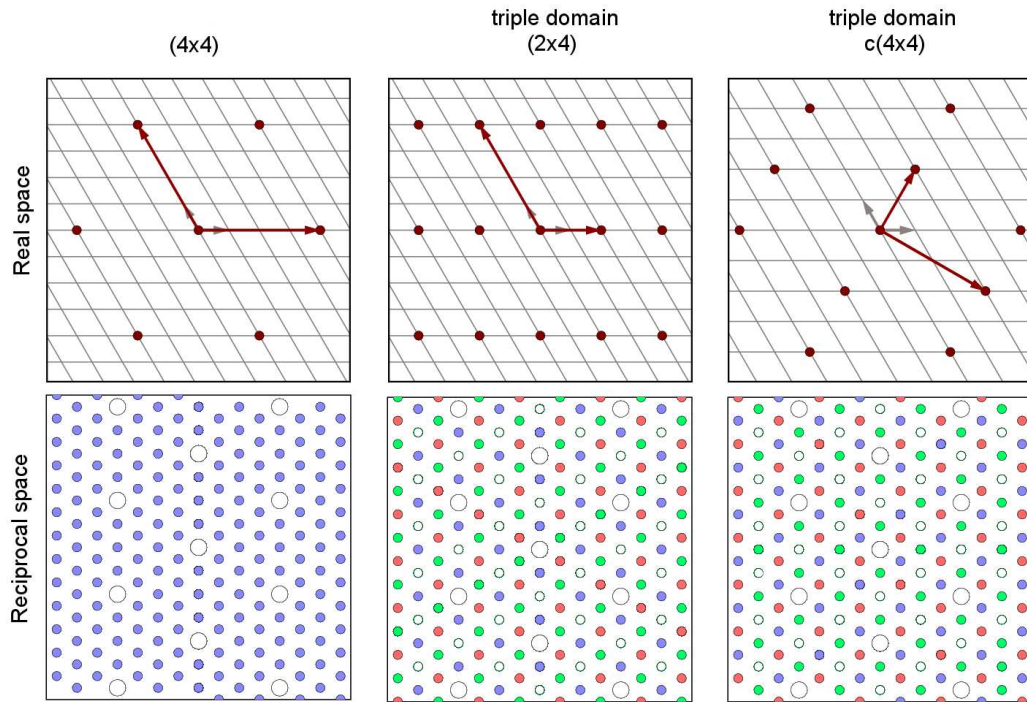 (4x4)
triple domain
(2x4)
triple domain
c(4x4)
Real space
Reciprocal space